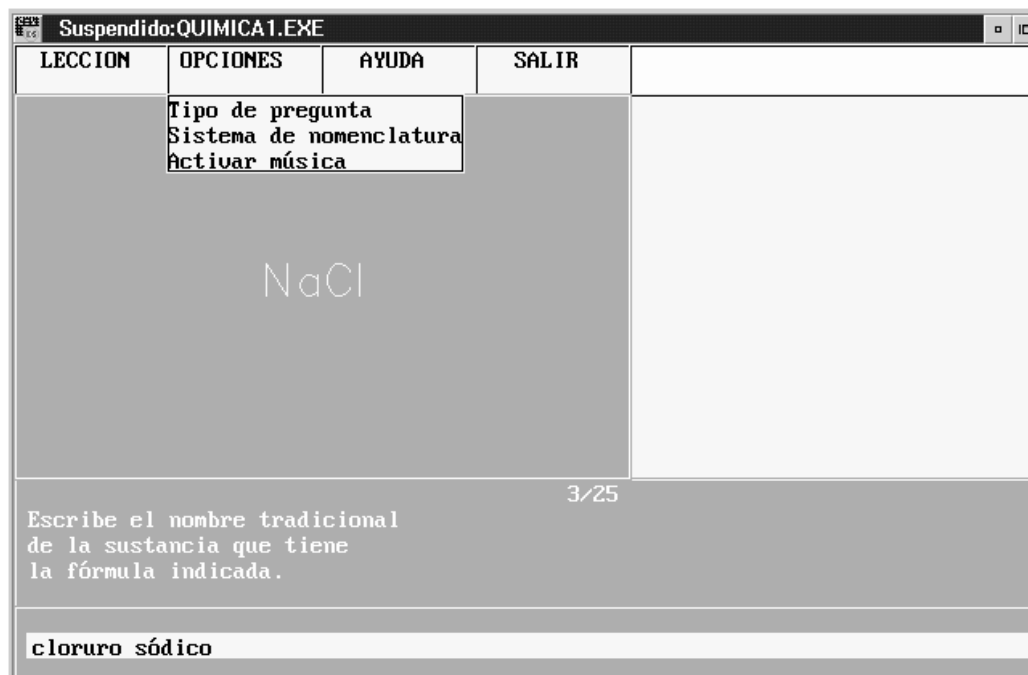 Suspendido:QUIMICA1.EXE
LECCION OPCIONES AYUDA SALIR
Tipo de pregunta
Sistema de nomenclatura
Activar música
NaCl
3/25
Escribe el nombre tradicional
de la sustancia que tiene
la fórmula indicada.
cloruro sódico